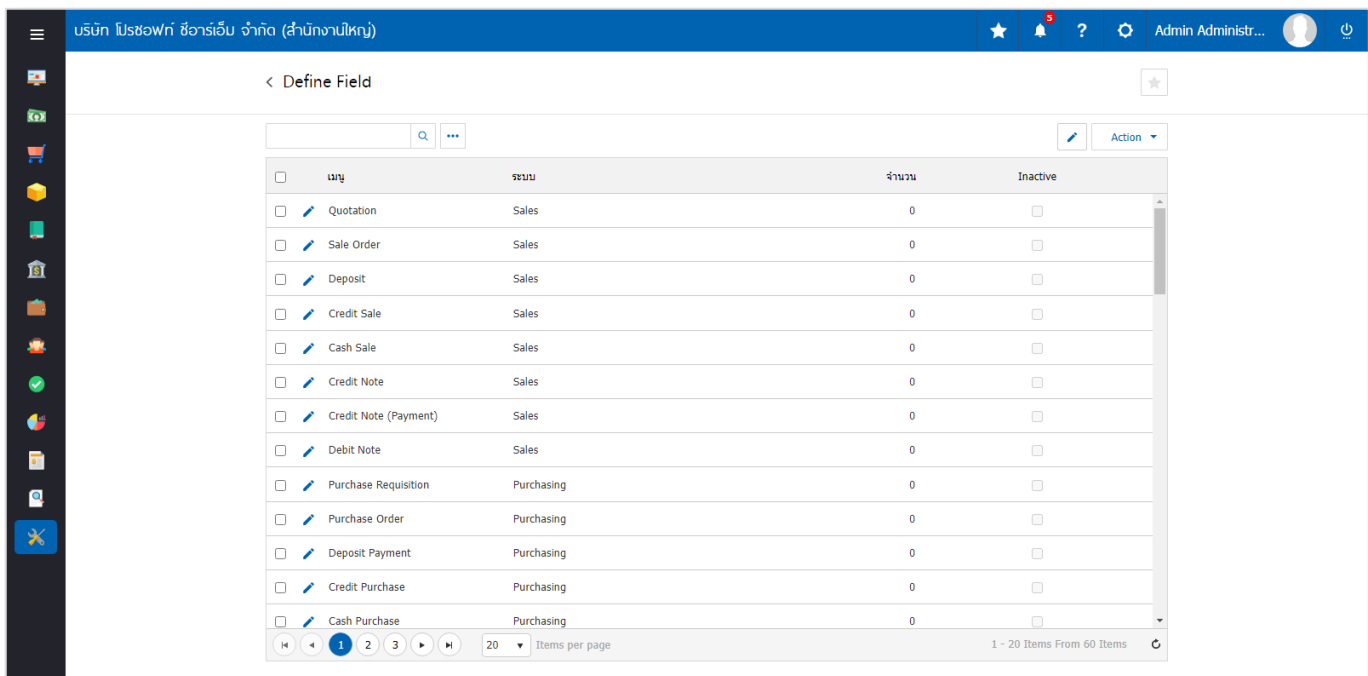 บริษัท โปรซอฟท์ ซีอาร์เอ็ม จำกัด (สำนักงานใหญ่) 5 ? Admin Administr...
< Define Field
Action
เมนู ระบบ จำนวน Inactive
Quotation Sales 0
Sale Order Sales 0
Deposit Sales 0
Credit Sale Sales 0
Cash Sale Sales 0
Credit Note Sales 0
Credit Note (Payment) Sales 0
Debit Note Sales 0
Purchase Requisition Purchasing 0
Purchase Order Purchasing 0
Deposit Payment Purchasing 0
Credit Purchase Purchasing 0
Cash Purchase Purchasing 0
1 2 3 20 Items per page 1 - 20 Items From 60 Items